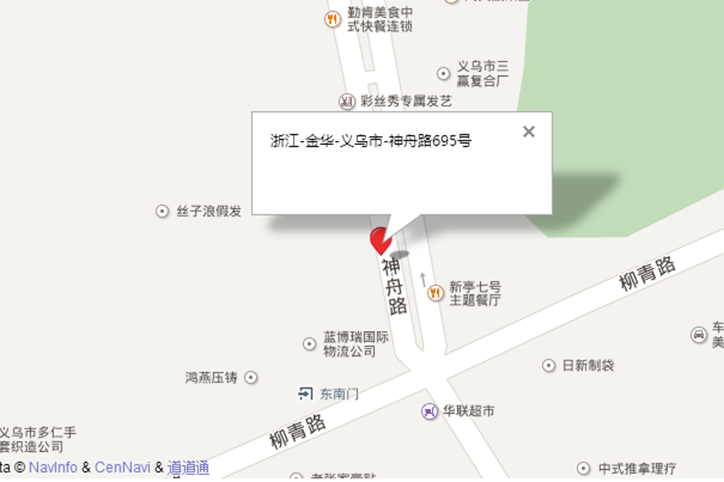 勤肯美食中
式快餐连锁
义乌市三
赢复合厂
彩丝秀专属发艺
浙江-金华-义乌市-神舟路695号
丝子浪假发
神舟路
柳青路
新亭七号
主题餐厅
蓝博瑞国际
物流公司
车
美
日新制袋
鸿燕压铸
东南门
华联超市
柳青路
义乌市多仁手
套织造公司
中式推拿理疗
ta © NavInfo & CenNavi & 道道通